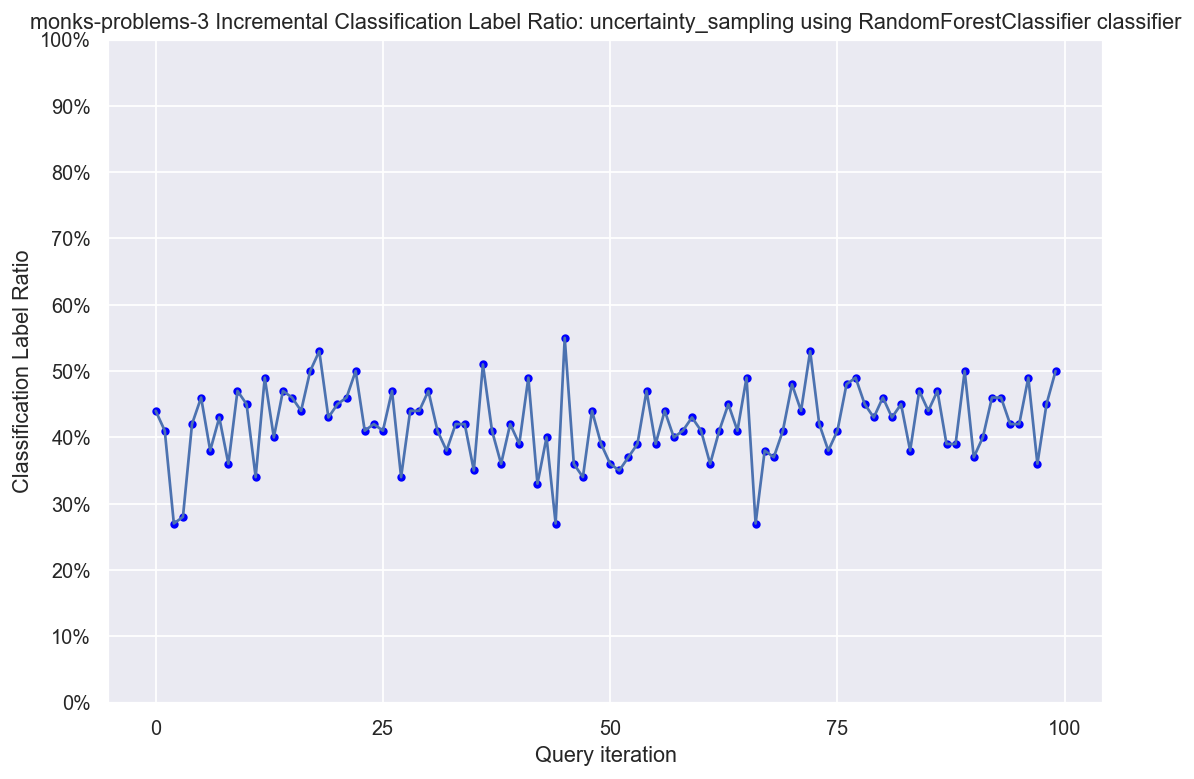 monks-problems-3 Incremental Classification Label Ratio: uncertainty_sampling using RandomForestClassifier classifier
100%
90%
80%
70%
60%
50%
40%
30%
20%
10%
0%
Classification Label Ratio
0 25 50 75 100
Query iteration